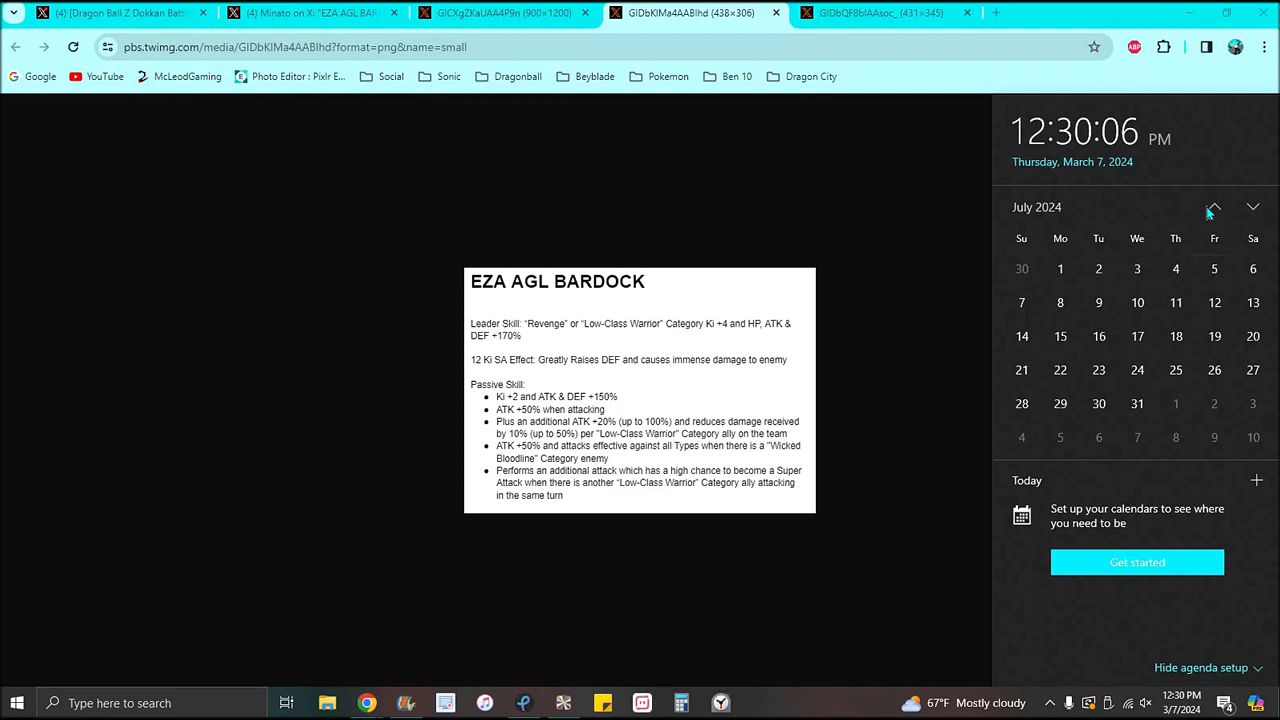 (4) [Dragon Ball Z Dokkan Battl
(4) Minato on X: "EZA AGL BAR
GICXgZKaUAA4P9n (900×1200)
GIDbKIMa4AABlhd (438×306)
GIDbQF8bIAAsoc_ (431×345)
pbs.twimg.com/media/GIDbKIMa4AABlhd?format=png&name=small
ABP
Google
YouTube
McLeodGaming
Photo Editor : Pixlr E...
Social
Sonic
Dragonball
Beyblade
Pokemon
Ben 10
Dragon City
12:30:06 PM
Thursday, March 7, 2024
July 2024
Su Mo Tu We Th Fr Sa
30 1 2 3 4 5 6
7 8 9 10 11 12 13
14 15 16 17 18 19 20
21 22 23 24 25 26 27
28 29 30 31 1 2 3
4 5 6 7 8 9 10
Today
Set up your calendars to see where
you need to be
Get started
Hide agenda setup
EZA AGL BARDOCK
Leader Skill: “Revenge” or “Low-Class Warrior” Category Ki +4 and HP, ATK &
DEF +170%
12 Ki SA Effect: Greatly Raises DEF and causes immense damage to enemy
Passive Skill:
● Ki +2 and ATK & DEF +150%
● ATK +50% when attacking
● Plus an additional ATK +20% (up to 100%) and reduces damage received
by 10% (up to 50%) per "Low-Class Warrior" Category ally on the team
● ATK +50% and attacks effective against all Types when there is a "Wicked
Bloodline" Category enemy
● Performs an additional attack which has a high chance to become a Super
Attack when there is another “Low-Class Warrior” Category ally attacking
in the same turn
Type here to search
67°F Mostly cloudy
12:30 PM
3/7/2024
4